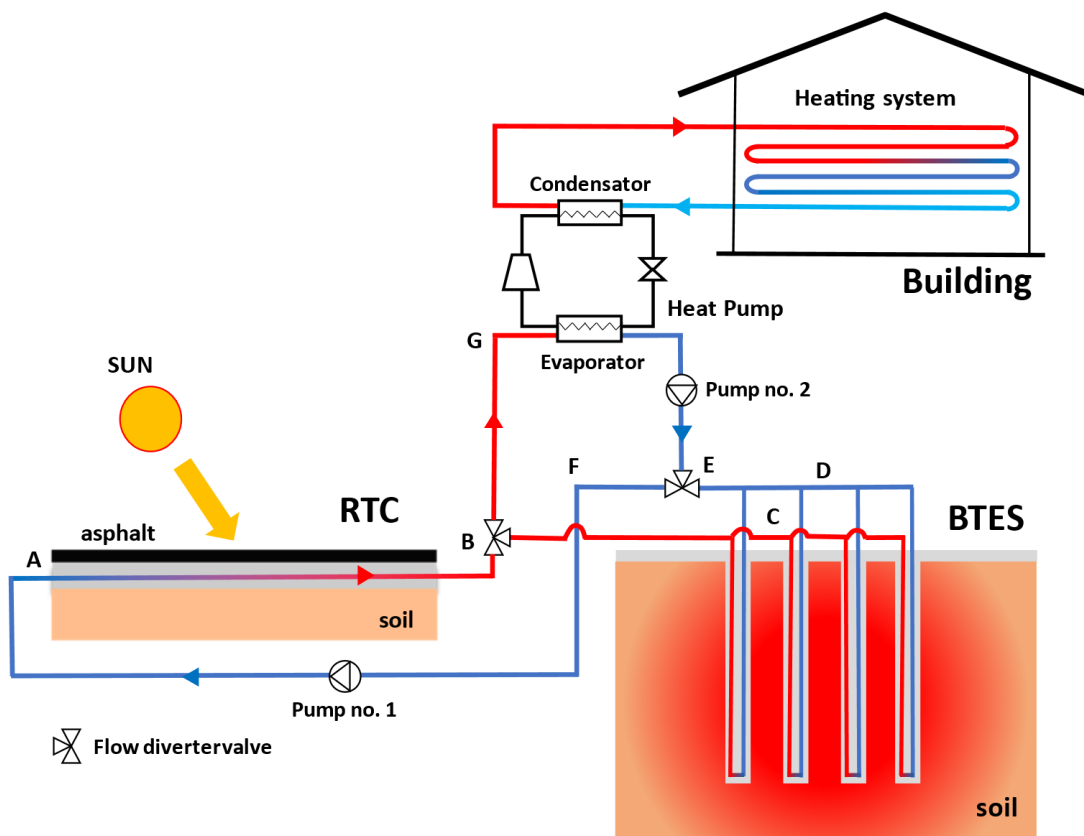 Heating system
Condensator
Building
Heat Pump
G
Evaporator
SUN
Pump no. 2
F
E
D
RTC
C
BTES
asphalt
B
A
soil
Pump no. 1
Flow divertervalve
soil